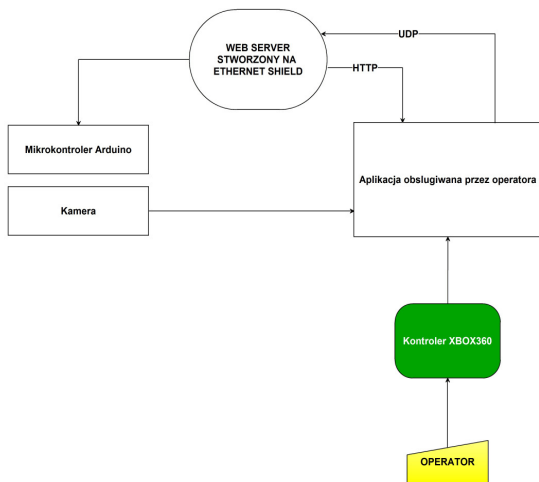 WEB SERVER
STWORZONY NA
ETHERNET SHIELD
UDP
HTTP
Mikrokontroler Arduino
Aplikacja obslugiwana przez operatora
Kamera
Kontroler XBOX360
OPERATOR